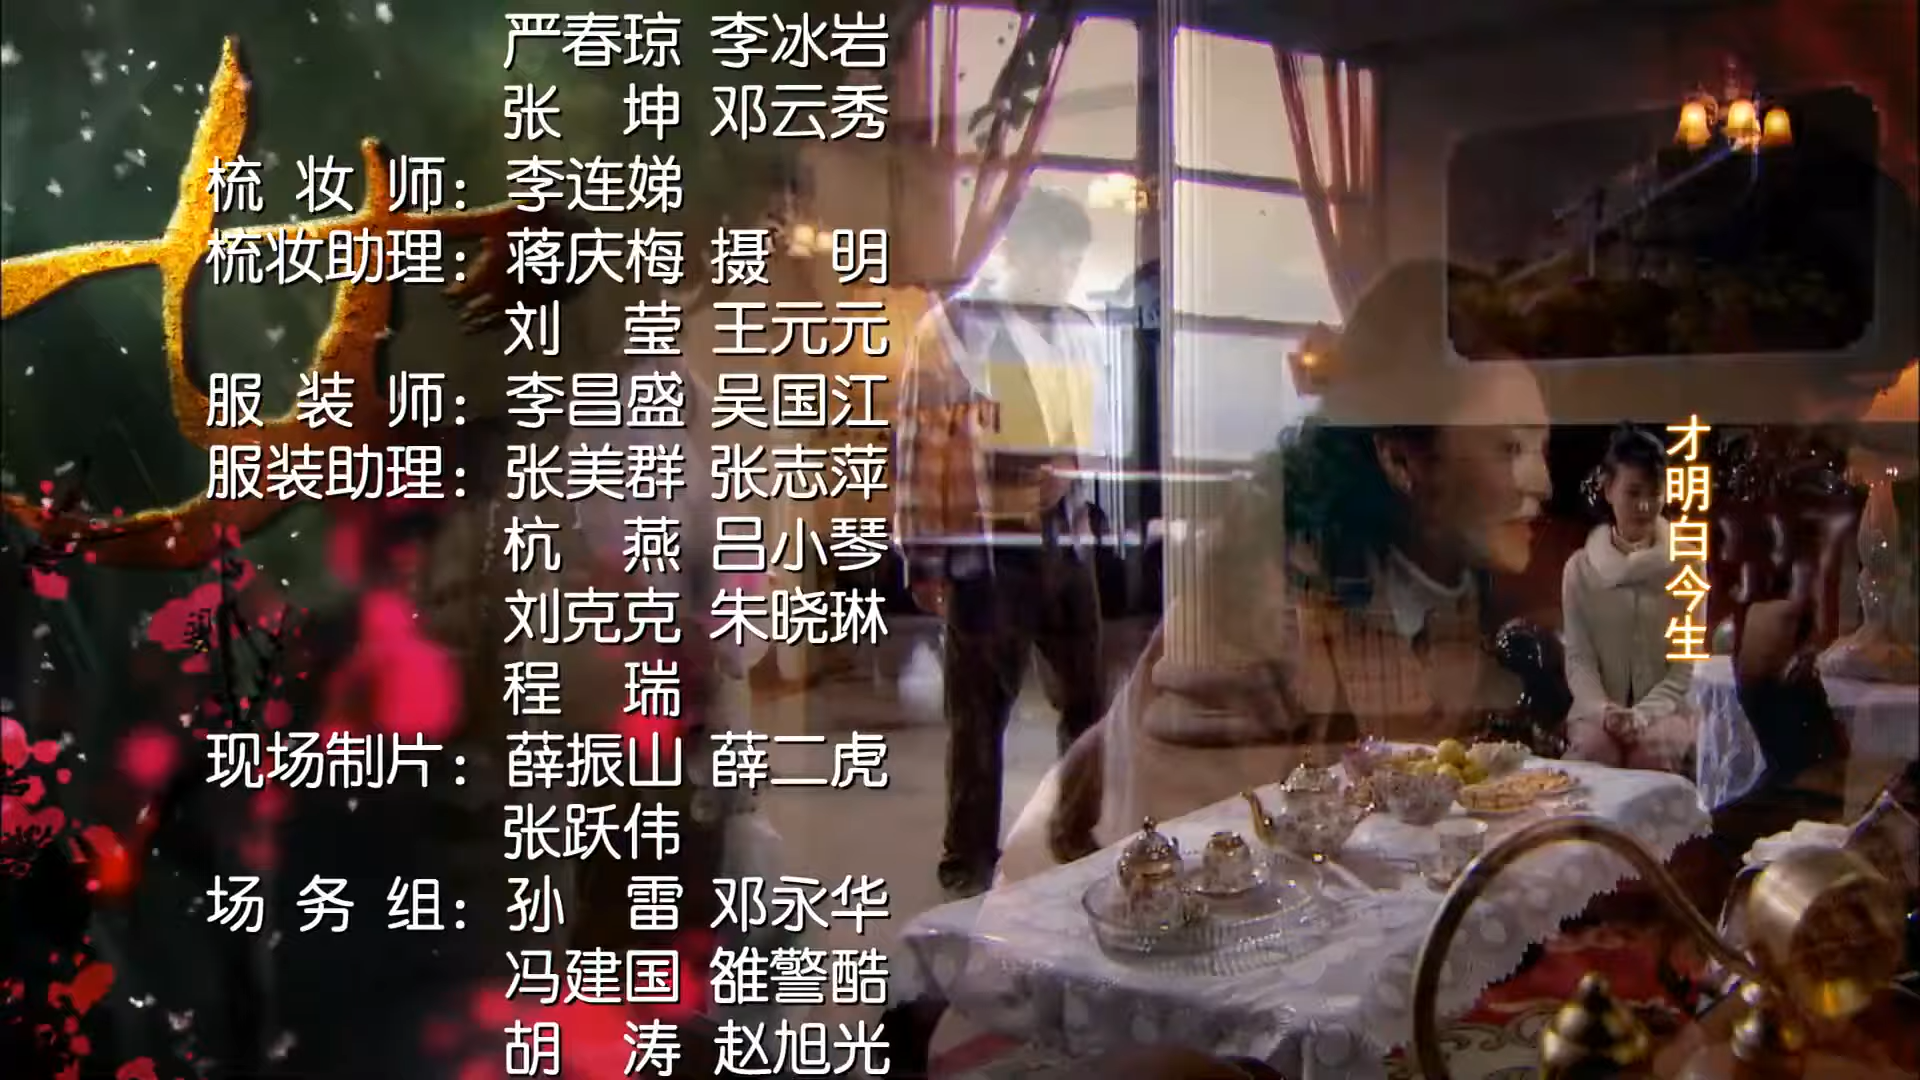 严春琼 李冰岩
张 坤 邓云秀
梳 妆 师：李连娣
梳妆助理：蒋庆梅 摄 明
刘 莹 王元元
服 装 师：李昌盛 吴国江
服装助理：张美群 张志萍
杭 燕 吕小琴
刘克克 朱晓琳
程 瑞
现场制片：薛振山 薛二虎
张跃伟
场 务 组：孙 雷 邓永华
冯建国 雒警酷
胡 涛 赵旭光
才明白今生